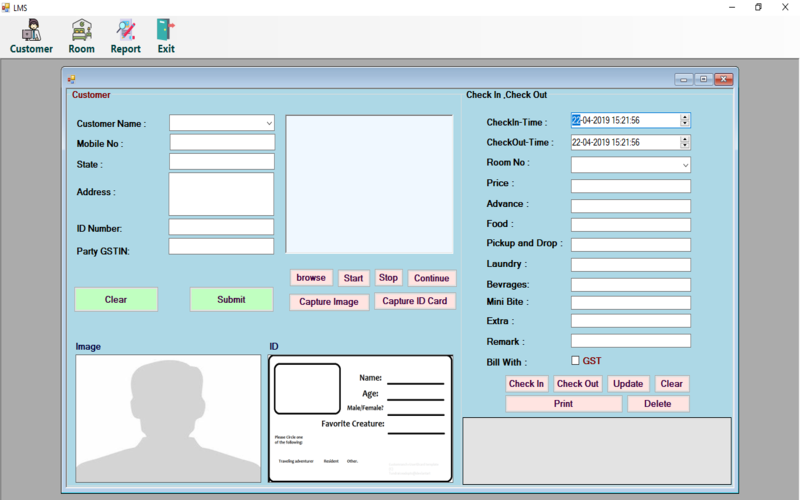 LMS
Customer Room Report Exit
Customer
Customer Name :
Mobile No :
State :
Address :
ID Number:
Party GSTIN:
browse Start Stop Continue
Clear Submit Capture Image Capture ID Card
Image
ID
Name:
Age:
Male/Female?
Favorite Creature:
Please Circle one
of the following:
Traveling adventurer Resident Other.
Check In ,Check Out
CheckIn-Time : 22-04-2019 15:21:56
CheckOut-Time : 22-04-2019 15:21:56
Room No :
Price :
Advance :
Food :
Pickup and Drop :
Laundry :
Bevrages:
Mini Bite :
Extra :
Remark :
Bill With : GST
Check In Check Out Update Clear
Print Delete